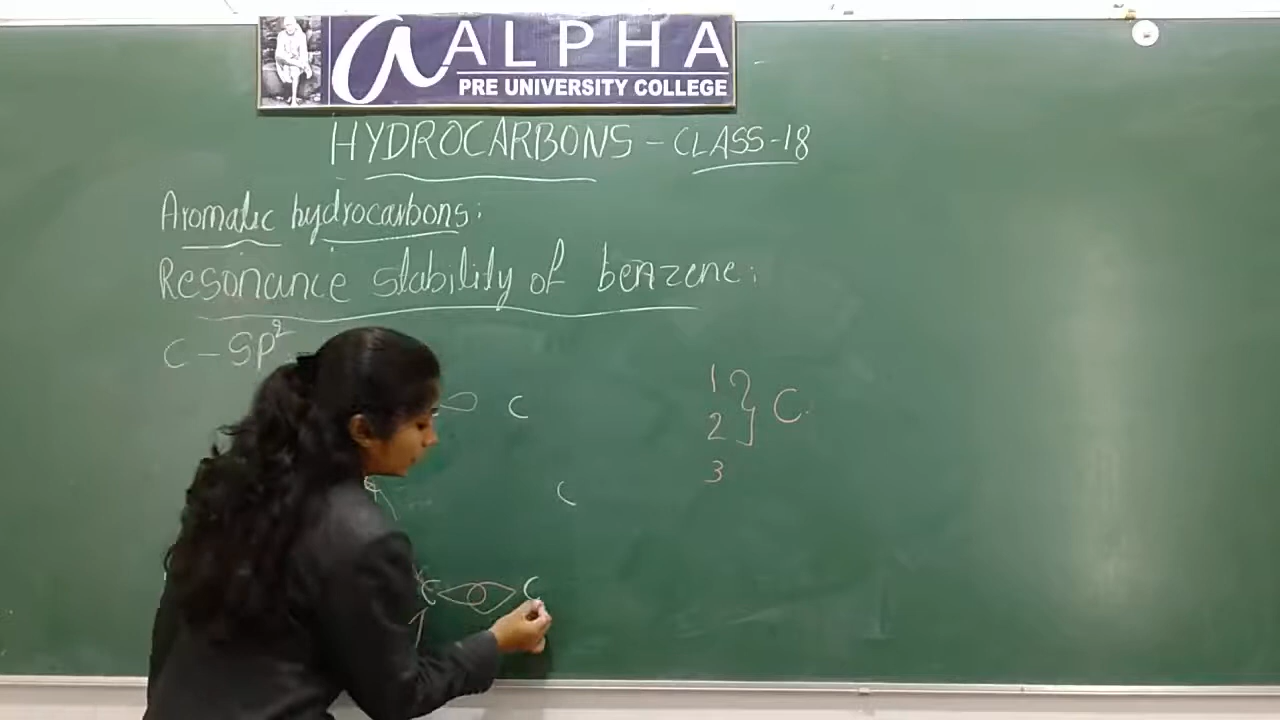 a ALPHA
PRE UNIVERSITY COLLEGE
HYDROCARBONS - CLASS-18
Aromatic hydrocarbons:
Resonance stability of benzene:
C - SP²
C
1
2 } C
3
C
C C